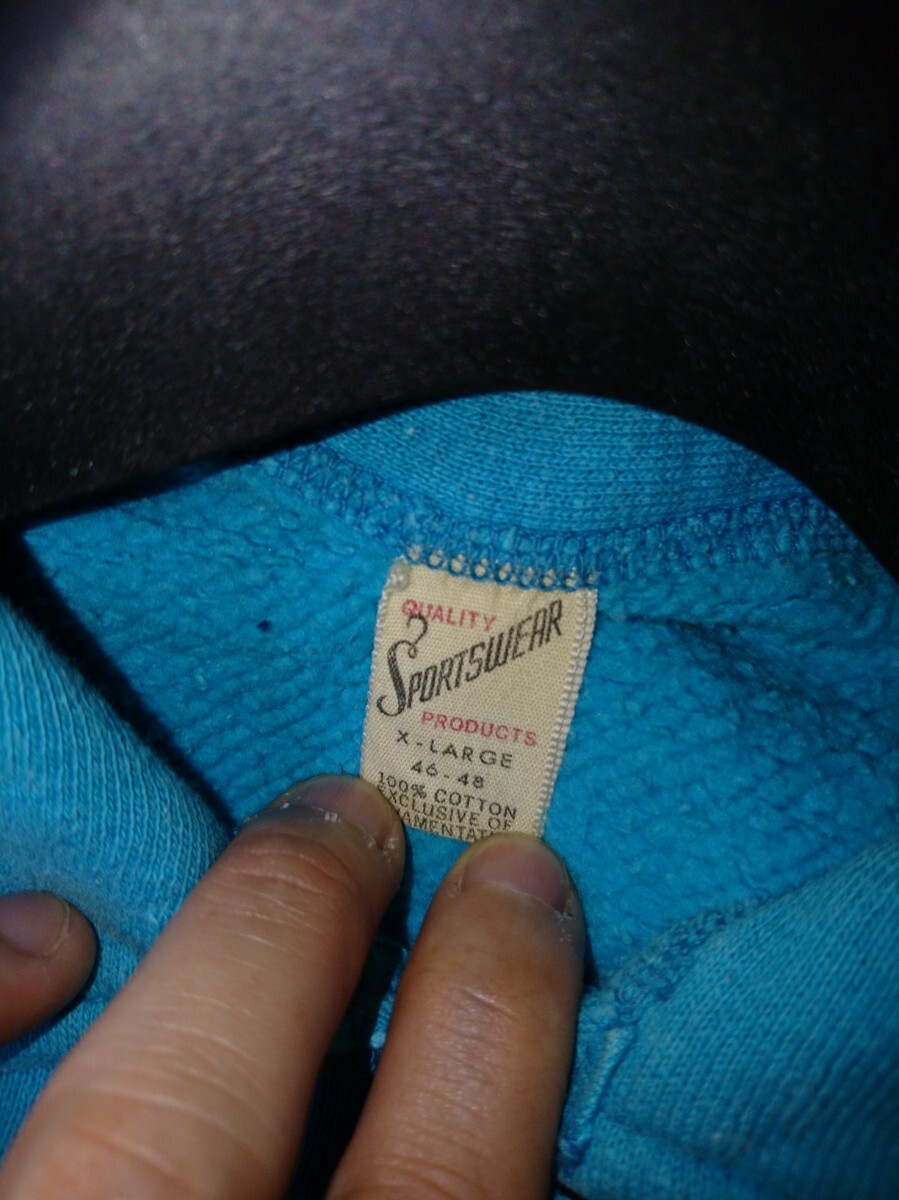 QUALITY
SPORTSWEAR
PRODUCTS
X-LARGE
46-48
100% COTTON
EXCLUSIVE OF